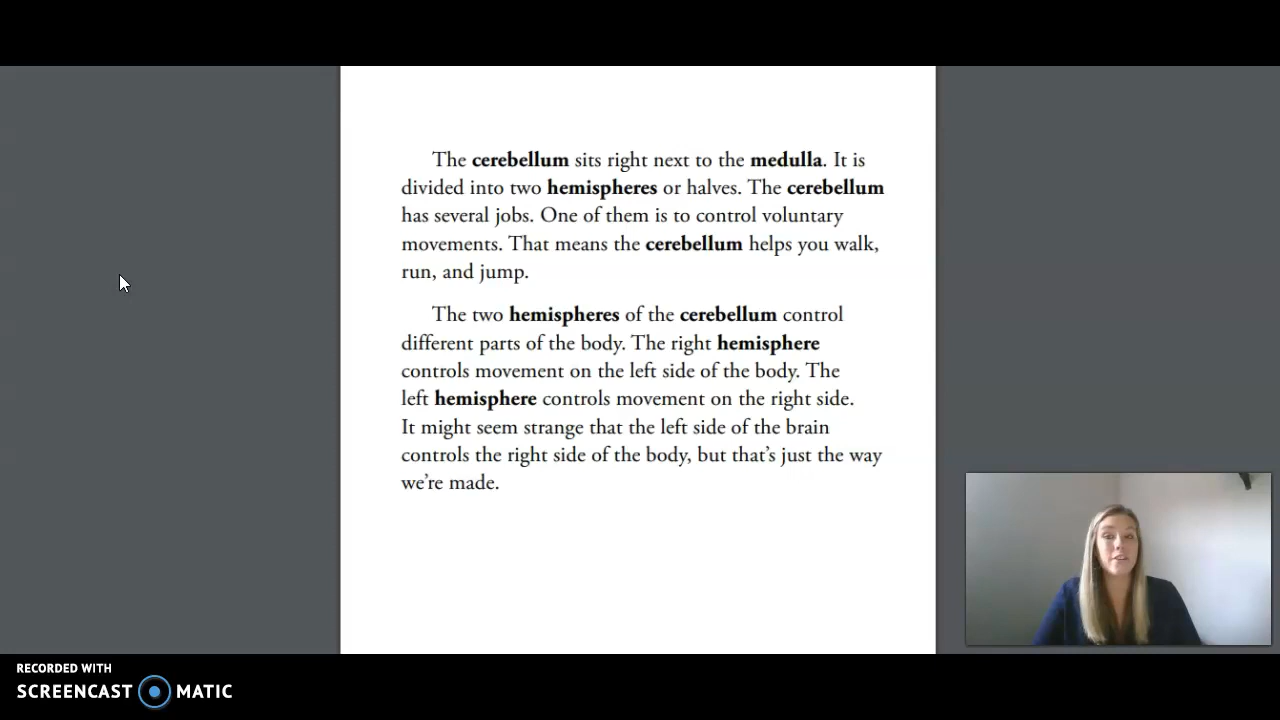 The cerebellum sits right next to the medulla. It is
divided into two hemispheres or halves. The cerebellum
has several jobs. One of them is to control voluntary
movements. That means the cerebellum helps you walk,
run, and jump.
The two hemispheres of the cerebellum control
different parts of the body. The right hemisphere
controls movement on the left side of the body. The
left hemisphere controls movement on the right side.
It might seem strange that the left side of the brain
controls the right side of the body, but that's just the way
we're made.
RECORDED WITH
SCREENCAST MATIC